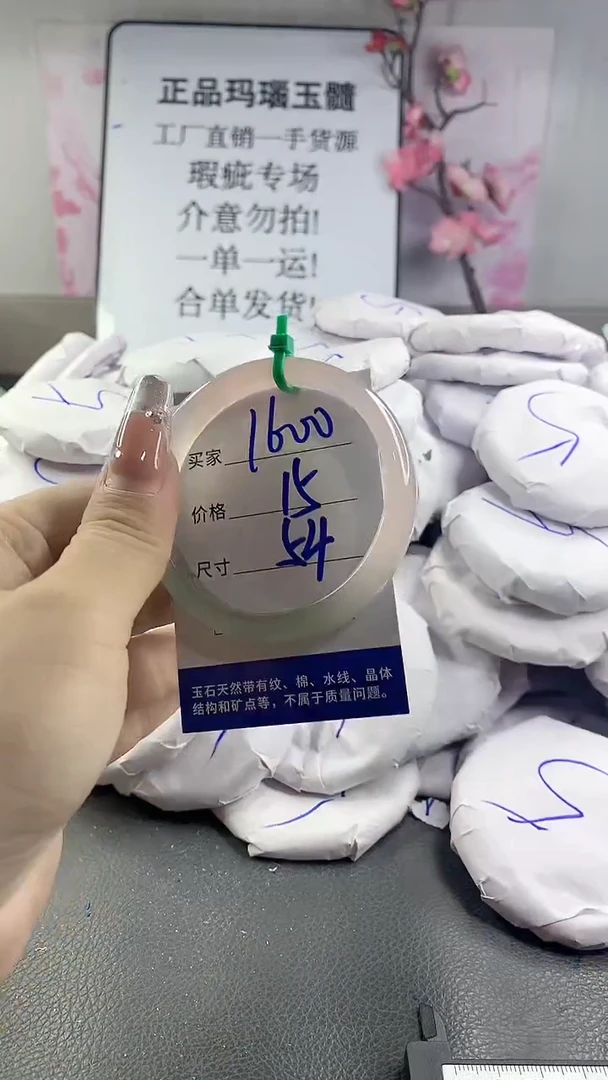 正品玛瑙玉髓
工厂直销一手货源
瑕疵专场
介意勿拍!
一单一运!
合单发货!
买家 1600
价格 15
尺寸 54
玉石天然带有纹、棉、水线、晶体
结构和矿点等，不属于质量问题。